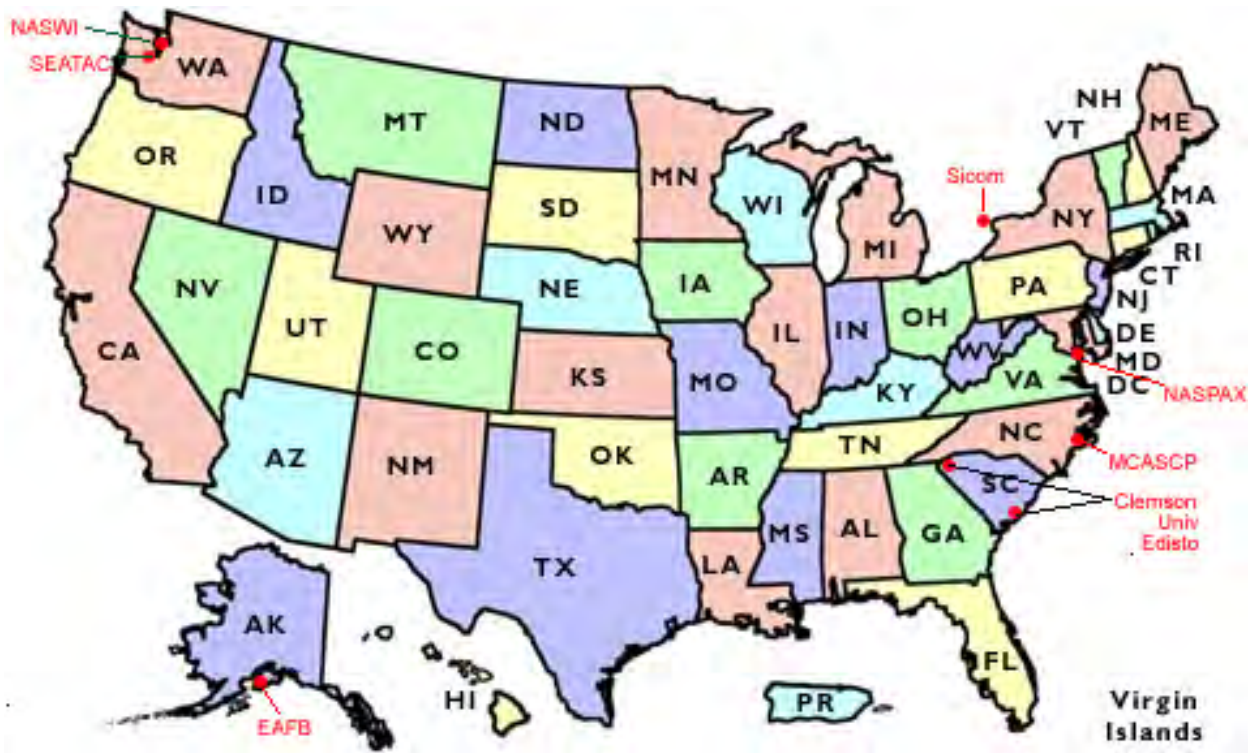 NASWI
SEATAC
WA
MT
ND
MN
NH
VT
ME
OR
ID
WY
SD
WI
MI
Sicom
NY
MA
RI
CT
NV
UT
CO
NE
IA
IL
IN
OH
PA
NJ
DE
MD
DC
NASPAX
CA
KS
MO
KY
WV
VA
AZ
NM
OK
AR
TN
NC
MCASCP
SC
Clemson
Univ
Edisto
TX
LA
MS
AL
GA
FL
AK
EAFB
HI
PR
Virgin
Islands